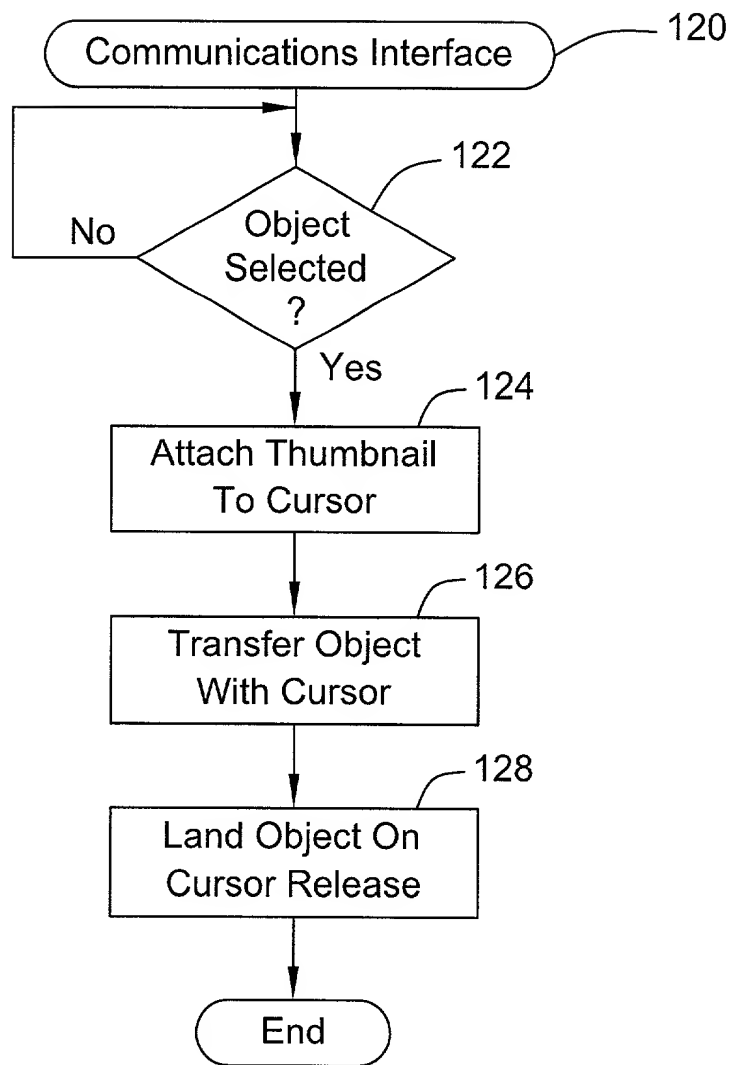 Communications Interface
120
122
Object
Selected
?
No
Yes
124
Attach Thumbnail
To Cursor
126
Transfer Object
With Cursor
128
Land Object On
Cursor Release
End